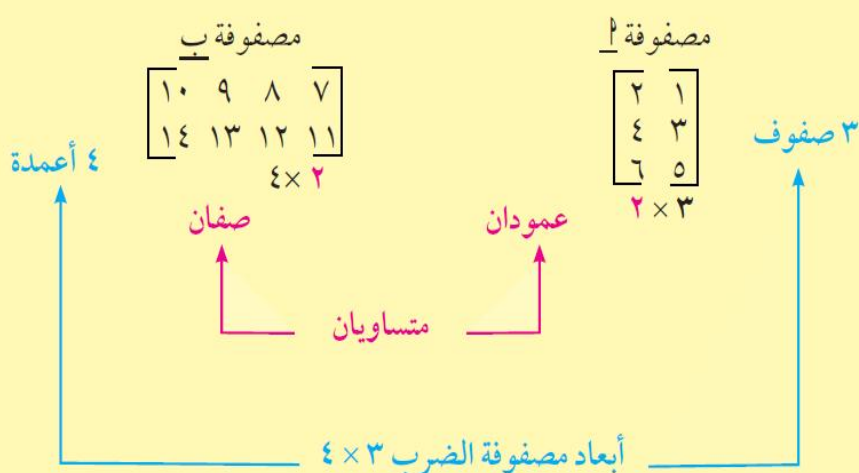 مصفوفة أ
مصفوفة ب
١ ٢
٣ ٤
٥ ٦
٣ × ٢
٧ ٨ ٩ ١٠
١١ ١٢ ١٣ ١٤
٢ ×٤
٣ صفوف
عمودان
صفان
٤ أعمدة
متساويان
أبعاد مصفوفة الضرب ٣ × ٤